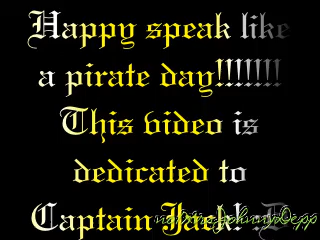 Happy speak like
a pirate day!!!!!!!
This video is
dedicated to
Captain Jack! :D